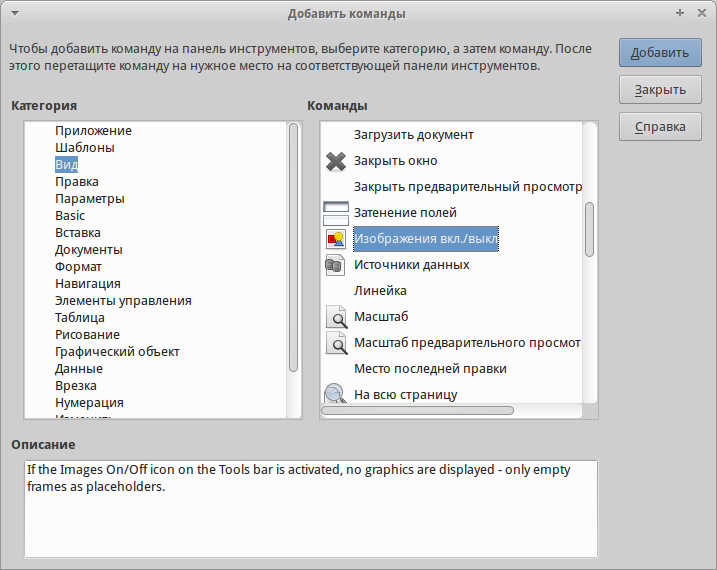 Добавить команды
Чтобы добавить команду на панель инструментов, выберите категорию, а затем команду. После
этого перетащите команду на нужное место на соответствующей панели инструментов.
Добавить
Закрыть
Справка
Категория
Приложение
Шаблоны
Вид
Правка
Параметры
Basic
Вставка
Документы
Формат
Навигация
Элементы управления
Таблица
Рисование
Графический объект
Данные
Врезка
Нумерация
Команды
Загрузить документ
Закрыть окно
Закрыть предварительный просмотр
Затенение полей
Изображения вкл./выкл
Источники данных
Линейка
Масштаб
Масштаб предварительного просмот
Место последней правки
На всю страницу
Описание
If the Images On/Off icon on the Tools bar is activated, no graphics are displayed - only empty
frames as placeholders.